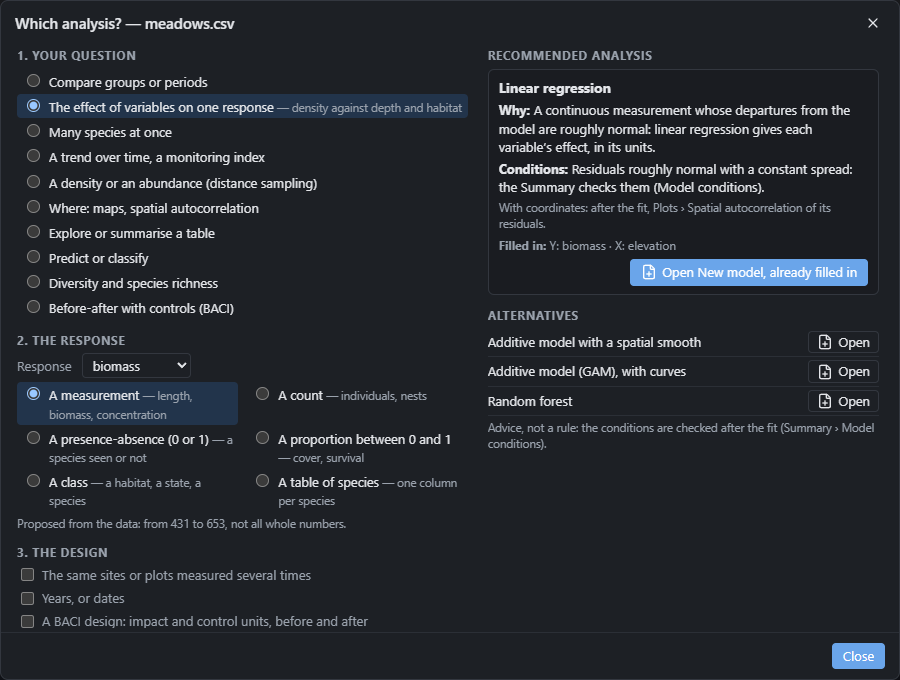 Which analysis? — meadows.csv
1. YOUR QUESTION
Compare groups or periods
The effect of variables on one response — density against depth and habitat
Many species at once
A trend over time, a monitoring index
A density or an abundance (distance sampling)
Where: maps, spatial autocorrelation
Explore or summarise a table
Predict or classify
Diversity and species richness
Before-after with controls (BACI)
2. THE RESPONSE
Response biomass
A measurement — length,
biomass, concentration
A count — individuals, nests
A presence-absence (0 or 1) — a
species seen or not
A proportion between 0 and 1
— cover, survival
A class — a habitat, a state, a
species
A table of species — one column
per species
Proposed from the data: from 431 to 653, not all whole numbers.
3. THE DESIGN
The same sites or plots measured several times
Years, or dates
A BACI design: impact and control units, before and after
RECOMMENDED ANALYSIS
Linear regression
Why: A continuous measurement whose departures from the
model are roughly normal: linear regression gives each
variable's effect, in its units.
Conditions: Residuals roughly normal with a constant spread:
the Summary checks them (Model conditions).
With coordinates: after the fit, Plots › Spatial autocorrelation of its
residuals.
Filled in: Y: biomass · X: elevation
Open New model, already filled in
ALTERNATIVES
Additive model with a spatial smooth Open
Additive model (GAM), with curves Open
Random forest Open
Advice, not a rule: the conditions are checked after the fit (Summary › Model
conditions).
Close